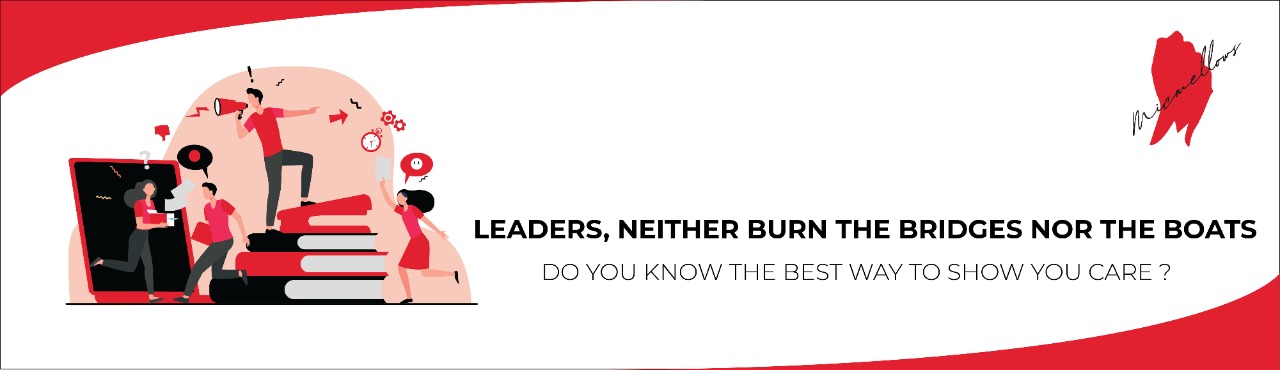 Micmellows
LEADERS, NEITHER BURN THE BRIDGES NOR THE BOATS
DO YOU KNOW THE BEST WAY TO SHOW YOU CARE ?